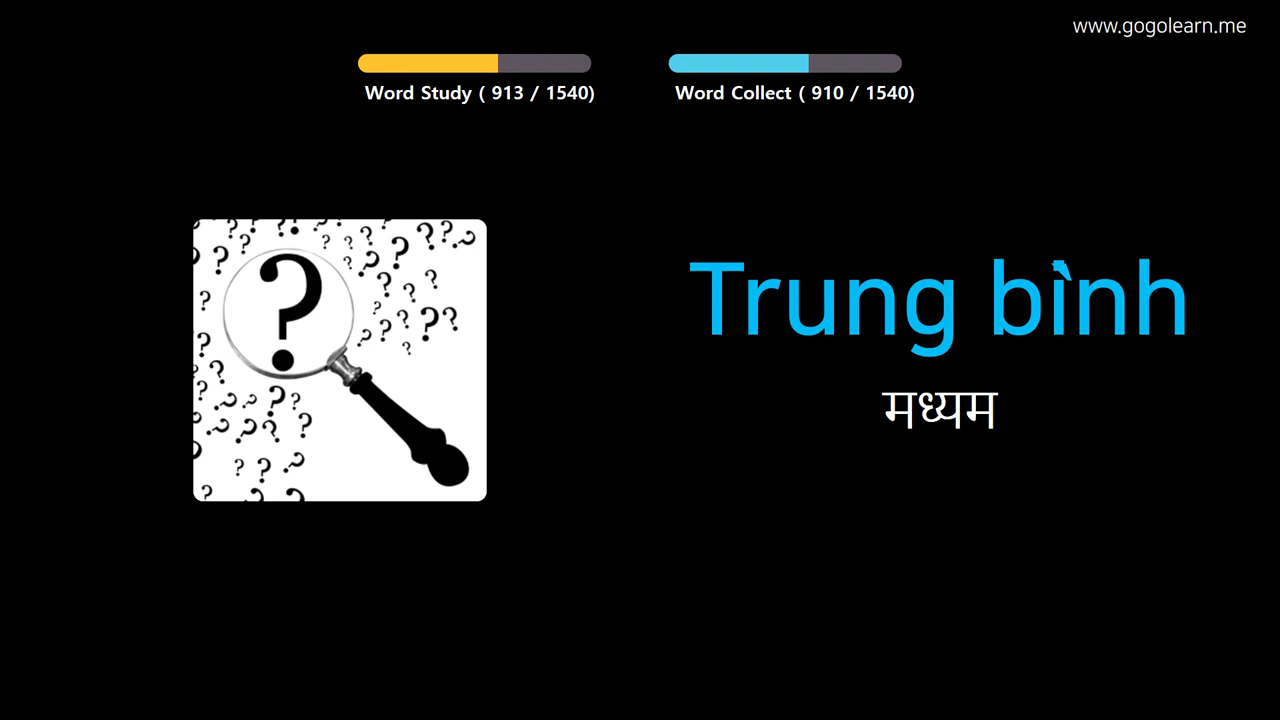 www.gogolearn.me
Word Study ( 913 / 1540)
Word Collect ( 910 / 1540)
Trung bình
मध्यम